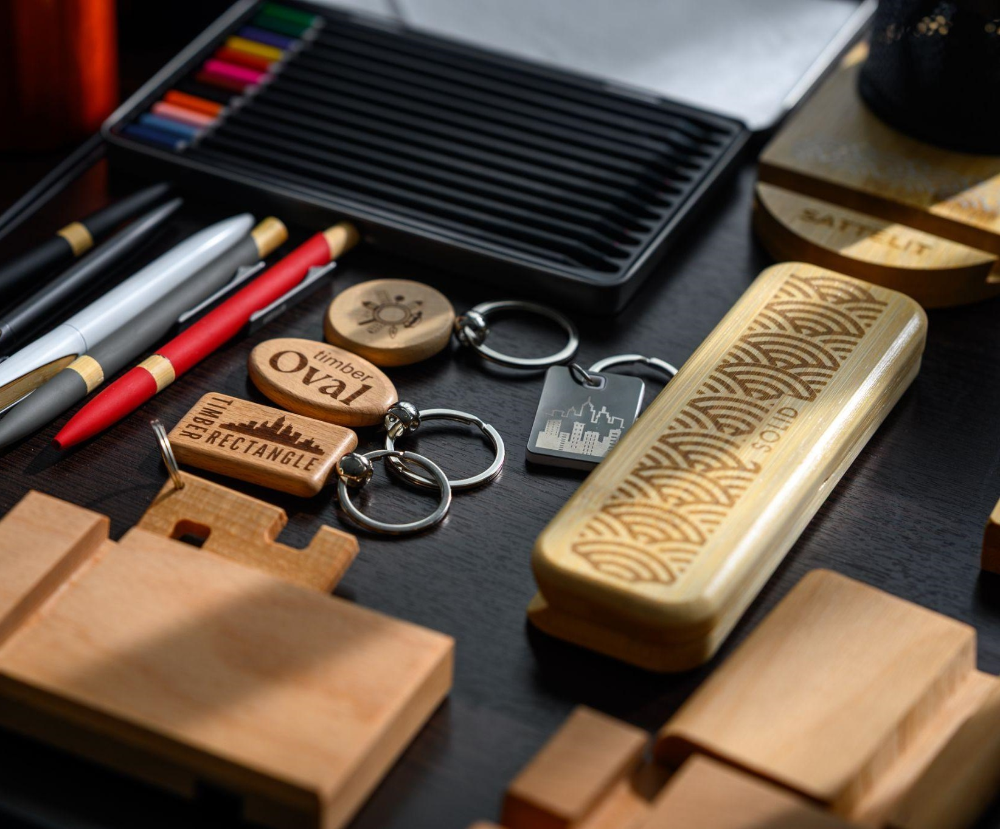 SATTELIT
timber
Oval
TIMBER
RECTANGLE
SOLID